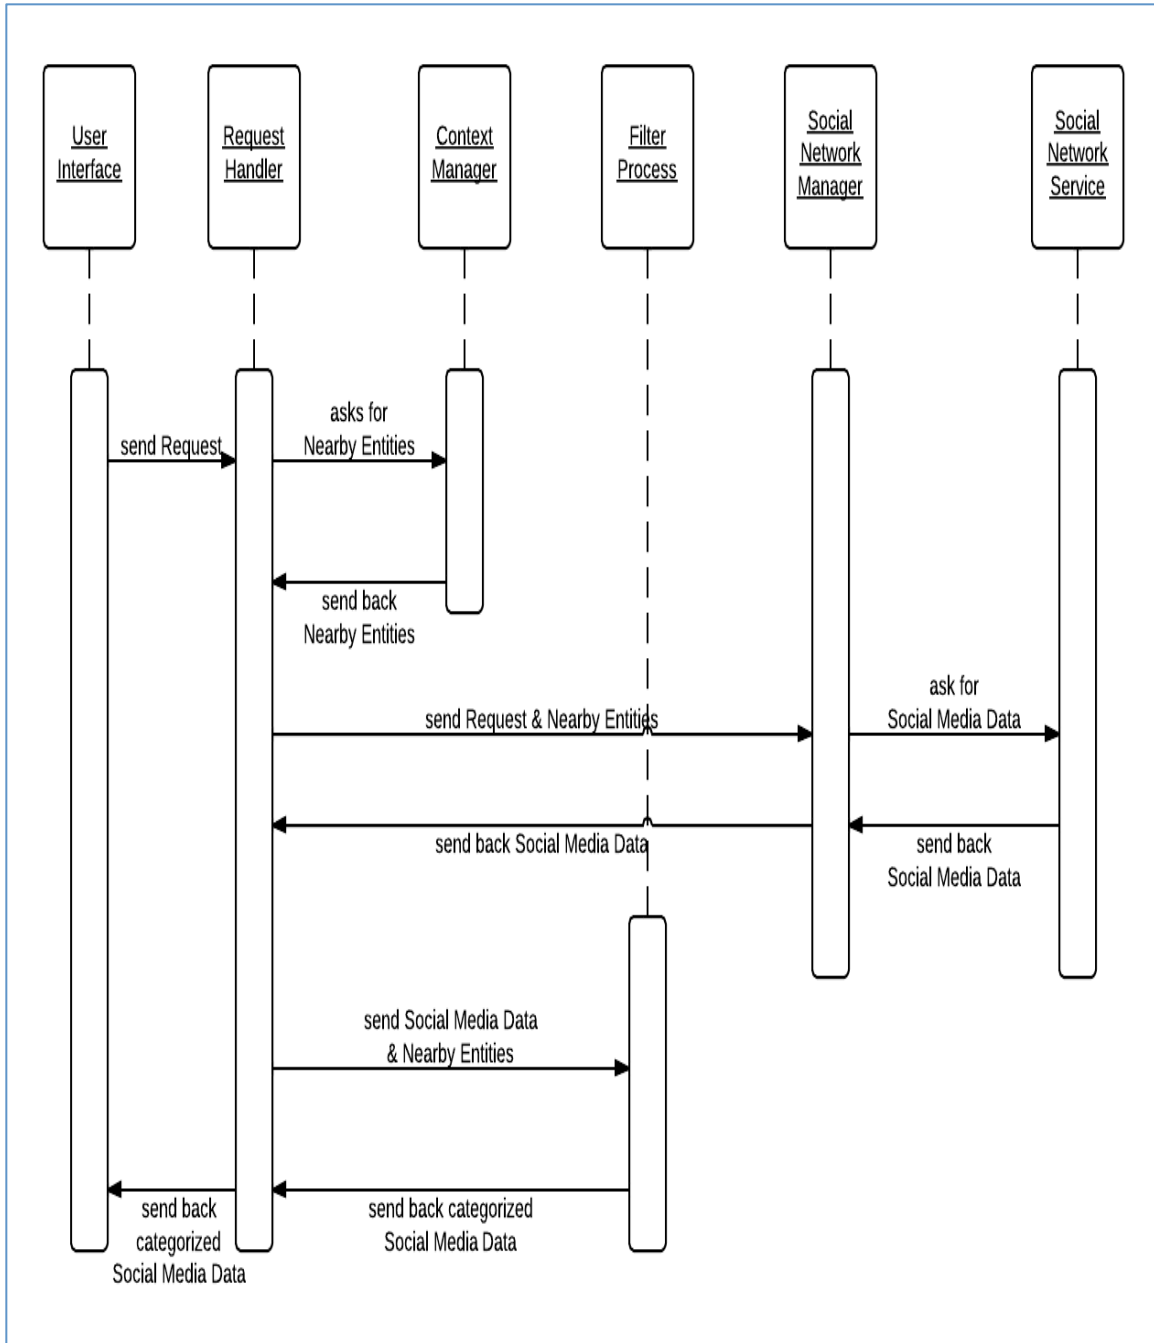 User
Interface
Request
Handler
Context
Manager
Filter
Process
Social
Network
Manager
Social
Network
Service
send Request
asks for
Nearby Entities
send back
Nearby Entities
send Request & Nearby Entities
ask for
Social Media Data
send back Social Media Data
send back
Social Media Data
send Social Media Data
& Nearby Entities
send back
categorized
Social Media Data
send back categorized
Social Media Data